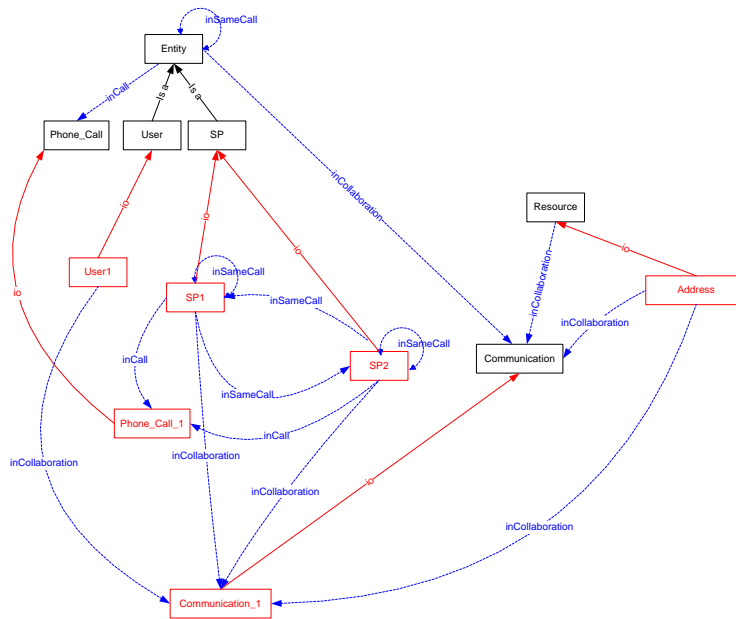 inSameCall
Entity
inCall
Is a
Is a
Phone_Call
User
SP
inCollaboration
Resource
io
io
io
io
User1
inSameCall
SP1
inSameCall
inCollaboration
Address
io
inCollaboration
inSameCall
inCall
SP2
Communication
inSameCall
Phone_Call_1
inCall
inCollaboration
inCollaboration
inCollaboration
io
inCollaboration
Communication_1